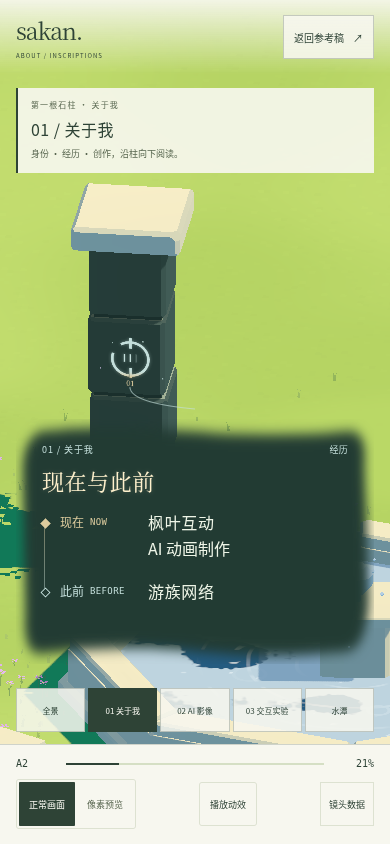 sakan.
ABOUT / INSCRIPTIONS
返回参考稿 ↗
第一根石柱 · 关于我
01 / 关于我
身份 · 经历 · 创作，沿柱向下阅读。
01
01 / 关于我
经历
现在与此前
现在 NOW
枫叶互动
AI 动画制作
此前 BEFORE
游族网络
全景
01 关于我
02 AI 影像
03 交互实验
水潭
A2
21%
正常画面
像素预览
播放动效
镜头数据